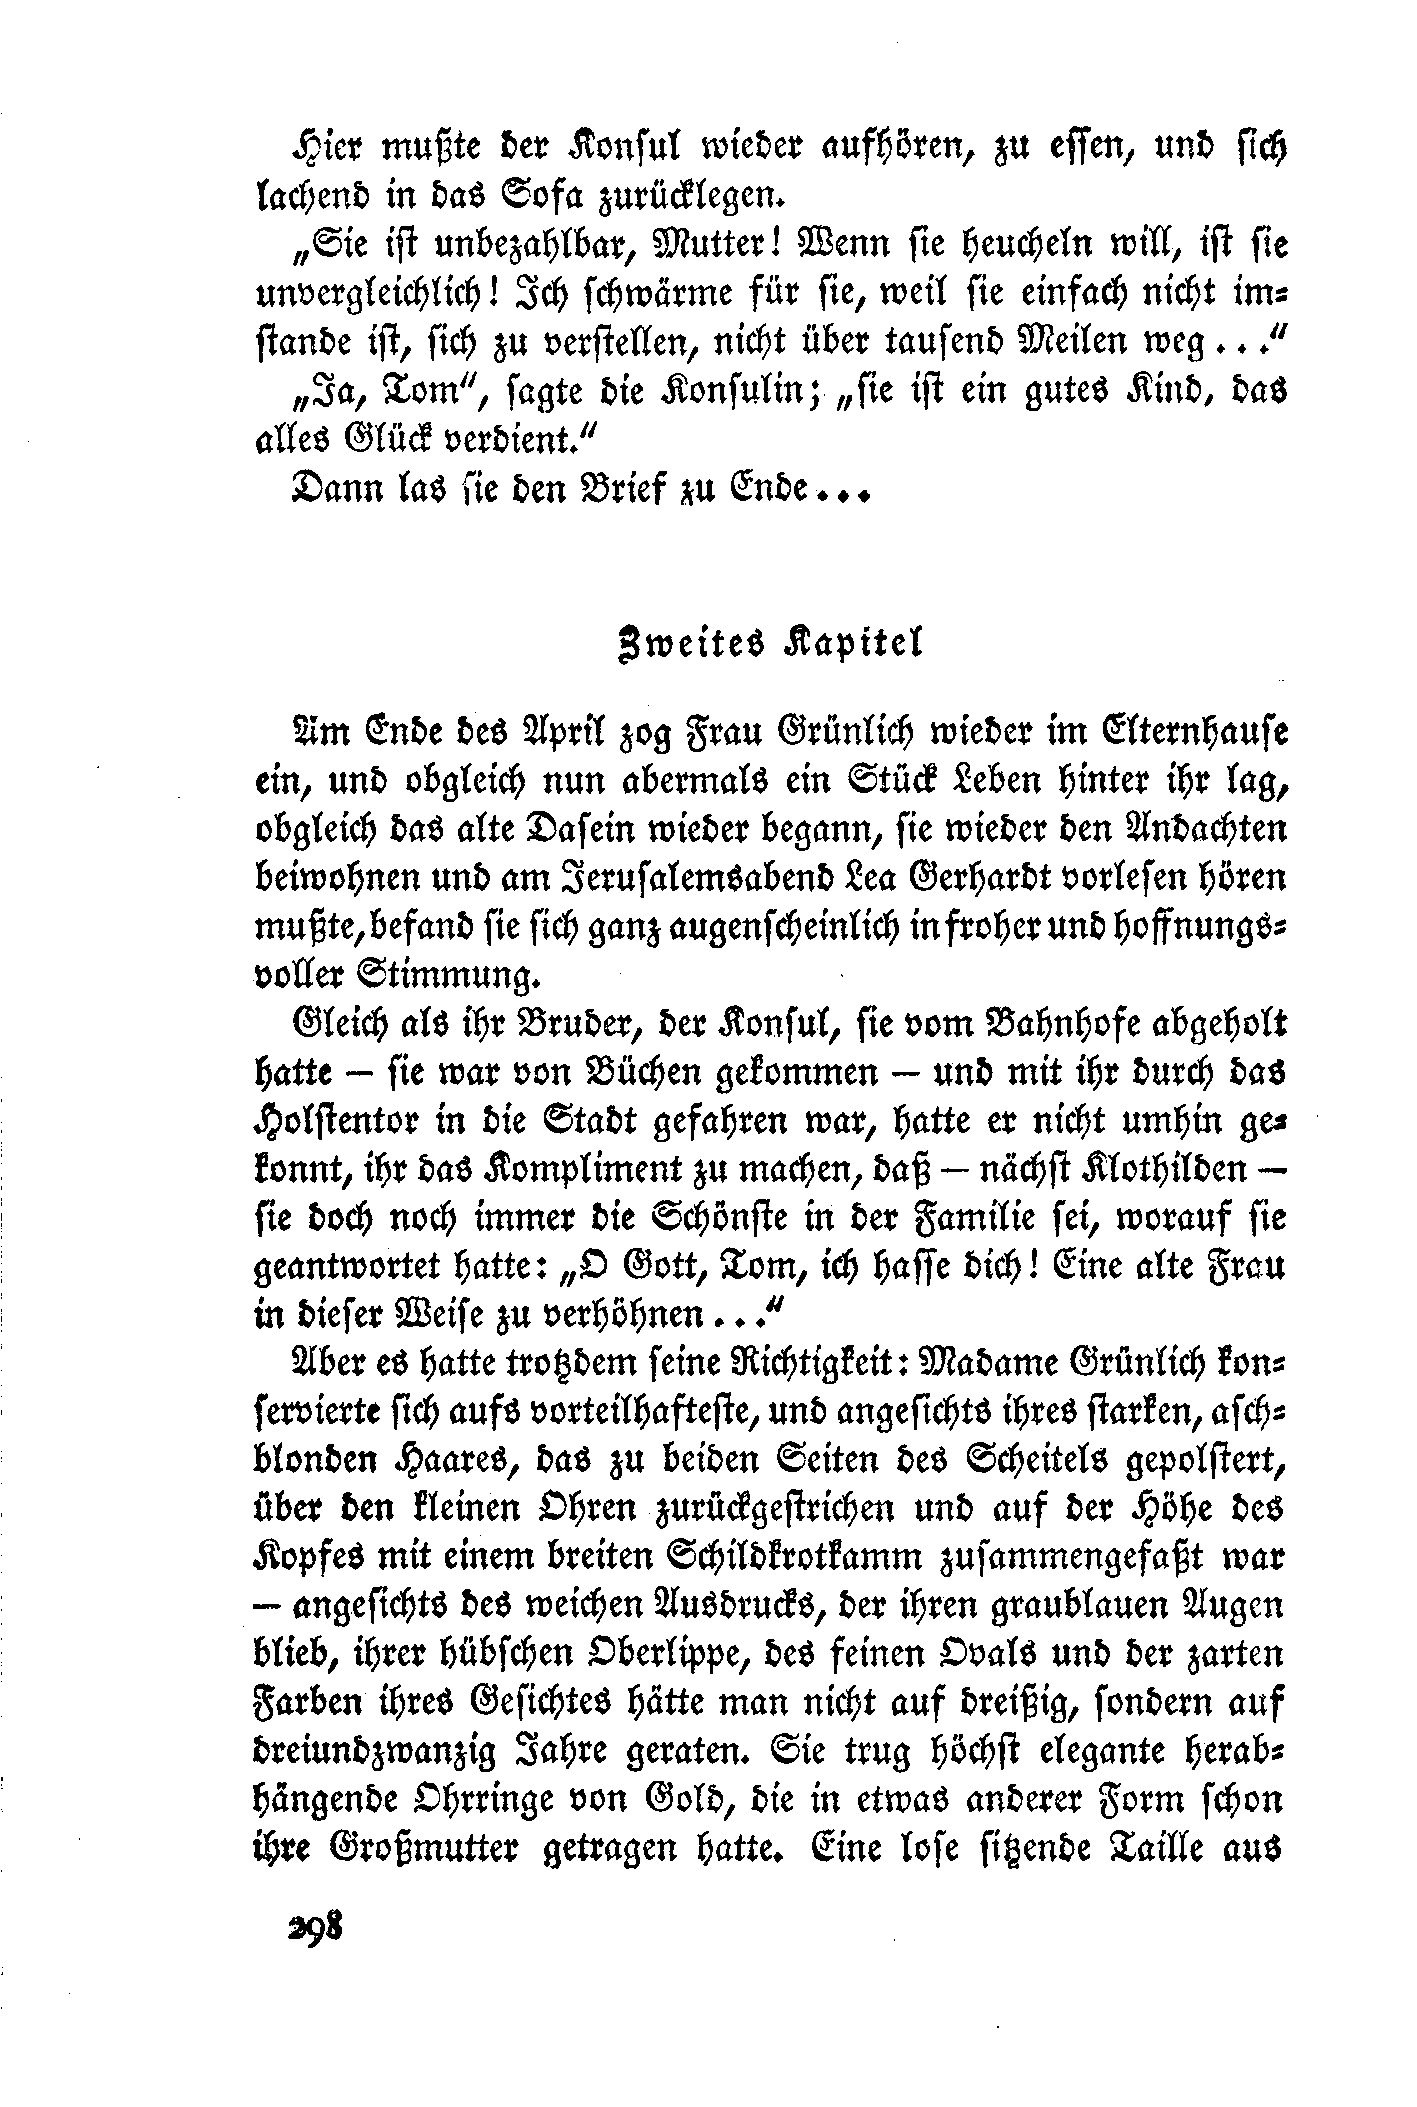 Hier mußte der Konsul wieder aufhören, zu essen, und sich
lachend in das Sofa zurücklegen.
„Sie ist unbezahlbar, Mutter! Wenn sie heucheln will, ist sie
unvergleichlich! Ich schwärme für sie, weil sie einfach nicht im-
stande ist, sich zu verstellen, nicht über tausend Meilen weg . . .“
„Ja, Tom“, sagte die Konsulin; „sie ist ein gutes Kind, das
alles Glück verdient.“
Dann las sie den Brief zu Ende . . .
Zweites Kapitel
Am Ende des April zog Frau Grünlich wieder im Elternhause
ein, und obgleich nun abermals ein Stück Leben hinter ihr lag,
obgleich das alte Dasein wieder begann, sie wieder den Andachten
beiwohnen und am Jerusalemsabend Lea Gerhardt vorlesen hören
mußte, befand sie sich ganz augenscheinlich in froher und hoffnungs-
voller Stimmung.
Gleich als ihr Bruder, der Konsul, sie vom Bahnhofe abgeholt
hatte — sie war von Büchen gekommen — und mit ihr durch das
Holstentor in die Stadt gefahren war, hatte er nicht umhin ge-
konnt, ihr das Kompliment zu machen, daß — nächst Klothilden —
sie doch noch immer die Schönste in der Familie sei, worauf sie
geantwortet hatte: „O Gott, Tom, ich hasse dich! Eine alte Frau
in dieser Weise zu verhöhnen . . .“
Aber es hatte trotzdem seine Richtigkeit: Madame Grünlich kon-
servierte sich aufs vorteilhafteste, und angesichts ihres starken, asch-
blonden Haares, das zu beiden Seiten des Scheitels gepolstert,
über den kleinen Ohren zurückgestrichen und auf der Höhe des
Kopfes mit einem breiten Schildkrotkamm zusammengefaßt war
— angesichts des weichen Ausdrucks, der ihren graublauen Augen
blieb, ihrer hübschen Oberlippe, des feinen Ovals und der zarten
Farben ihres Gesichtes hätte man nicht auf dreißig, sondern auf
dreiundzwanzig Jahre geraten. Sie trug höchst elegante herab-
hängende Ohrringe von Gold, die in etwas anderer Form schon
ihre Großmutter getragen hatte. Eine lose sitzende Taille aus
298